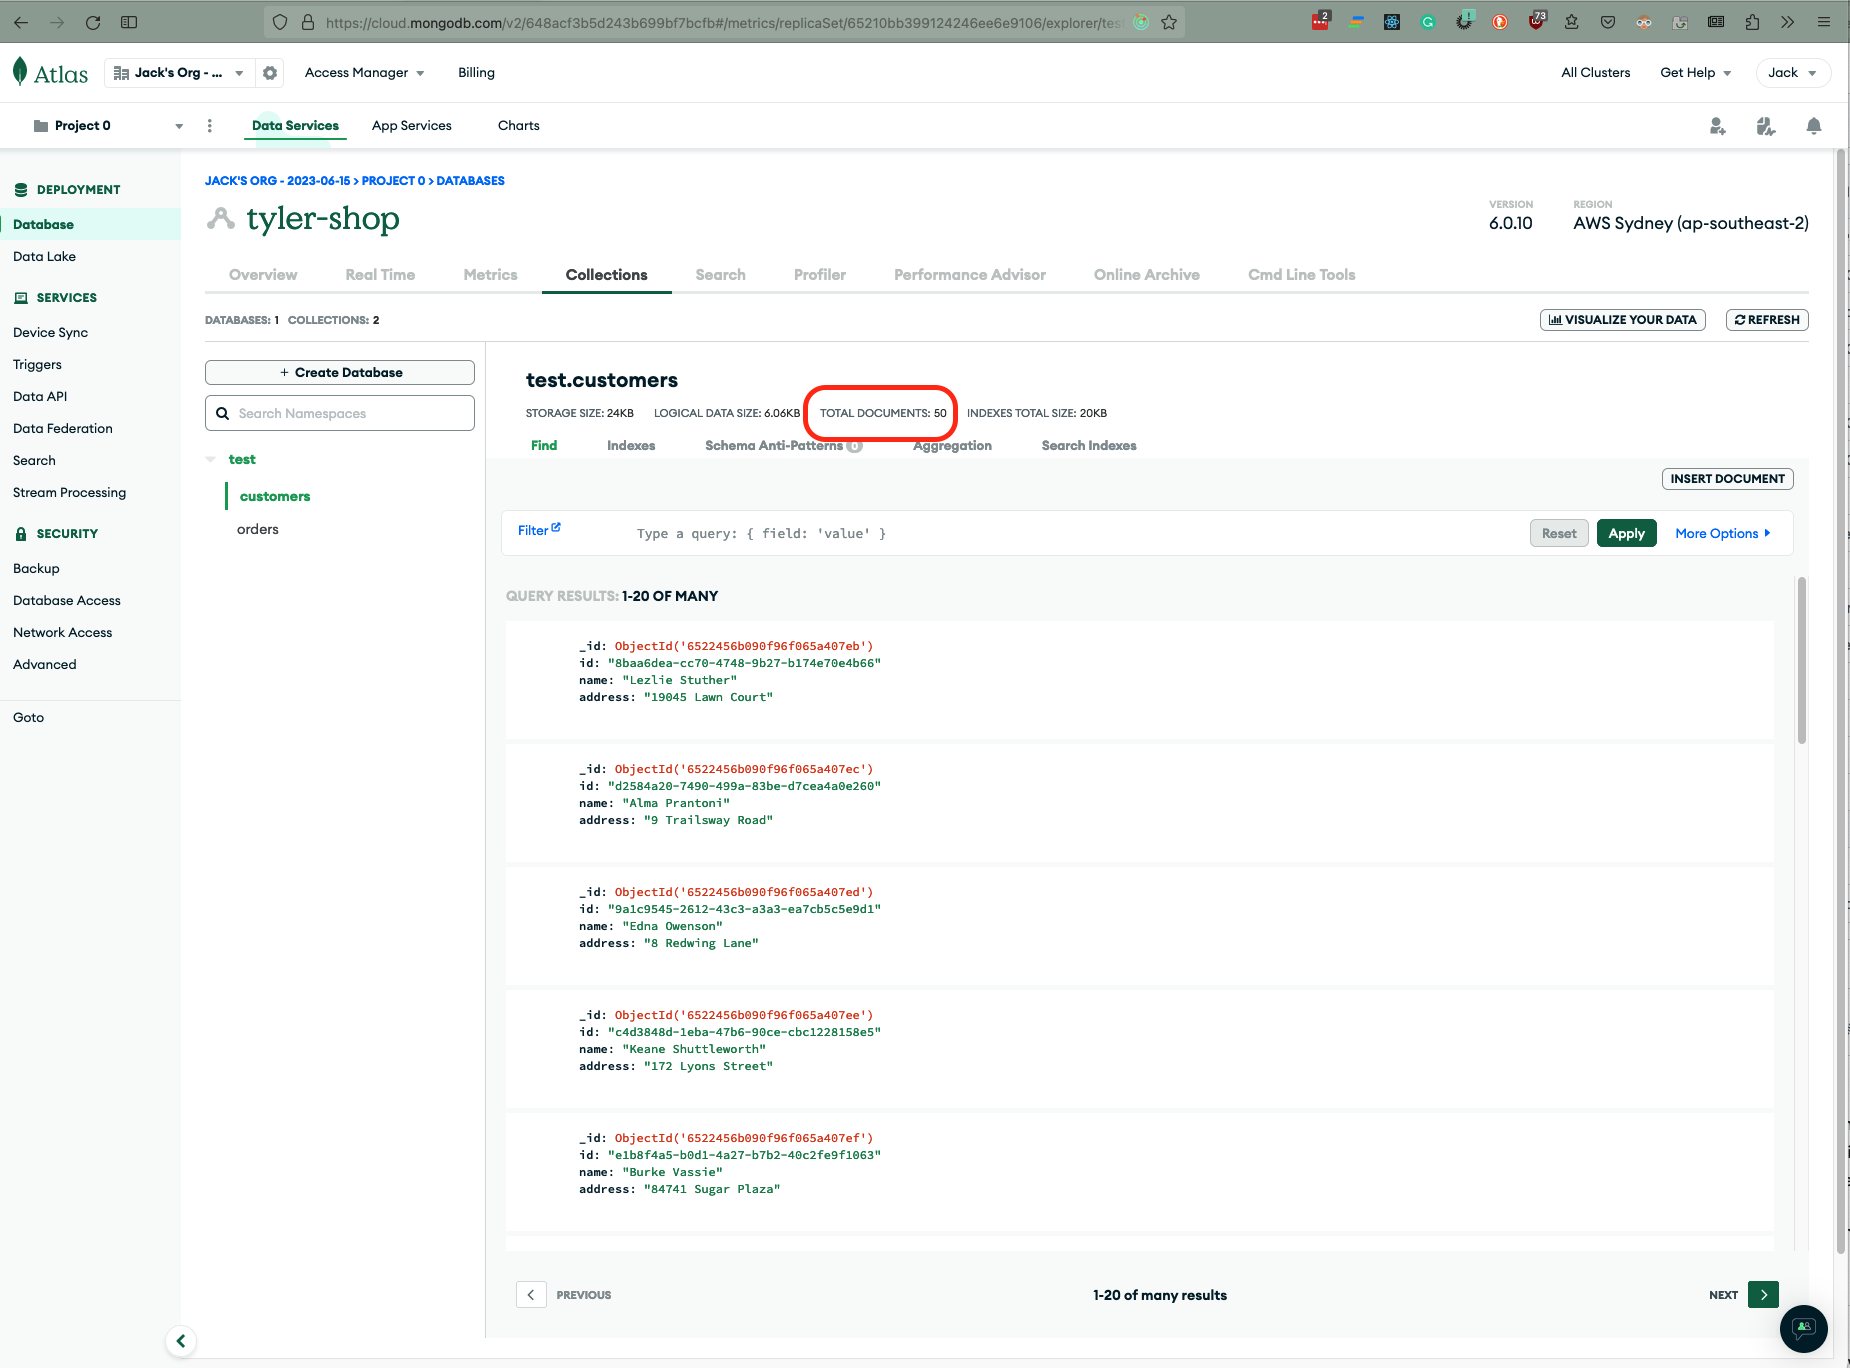 https://cloud.mongodb.com/v2/648acf3b5d243b699bf7bcfb#/metrics/replicaSet/65210bb399124246ee6e9106/explorer/tes
2
73
Atlas
Jack's Org - ...
Access Manager
Billing
All Clusters
Get Help
Jack
Project 0
Data Services
App Services
Charts
DEPLOYMENT
Database
Data Lake
SERVICES
Device Sync
Triggers
Data API
Data Federation
Search
Stream Processing
SECURITY
Backup
Database Access
Network Access
Advanced
Goto
JACK'S ORG - 2023-06-15 > PROJECT 0 > DATABASES
tyler-shop
VERSION
6.0.10
REGION
AWS Sydney (ap-southeast-2)
Overview
Real Time
Metrics
Collections
Search
Profiler
Performance Advisor
Online Archive
Cmd Line Tools
DATABASES: 1 COLLECTIONS: 2
VISUALIZE YOUR DATA
REFRESH
+ Create Database
Search Namespaces
test
customers
orders
test.customers
STORAGE SIZE: 24KB LOGICAL DATA SIZE: 6.06KB TOTAL DOCUMENTS: 50 INDEXES TOTAL SIZE: 20KB
Find
Indexes
Schema Anti-Patterns 0
Aggregation
Search Indexes
INSERT DOCUMENT
Filter
Type a query: { field: 'value' }
Reset
Apply
More Options
QUERY RESULTS: 1-20 OF MANY
_id: ObjectId('6522456b090f96f065a407eb')
id: "8baa6dea-cc70-4748-9b27-b174e70e4b66"
name: "Lezlie Stuther"
address: "19045 Lawn Court"
_id: ObjectId('6522456b090f96f065a407ec')
id: "d2584a20-7490-499a-83be-d7cea4a0e260"
name: "Alma Prantoni"
address: "9 Trailsway Road"
_id: ObjectId('6522456b090f96f065a407ed')
id: "9a1c9545-2612-43c3-a3a3-ea7cb5c5e9d1"
name: "Edna Owenson"
address: "8 Redwing Lane"
_id: ObjectId('6522456b090f96f065a407ee')
id: "c4d3848d-1eba-47b6-90ce-cbc1228158e5"
name: "Keane Shuttleworth"
address: "172 Lyons Street"
_id: ObjectId('6522456b090f96f065a407ef')
id: "e1b8f4a5-b0d1-4a27-b7b2-40c2fe9f1063"
name: "Burke Vassie"
address: "84741 Sugar Plaza"
PREVIOUS
1-20 of many results
NEXT